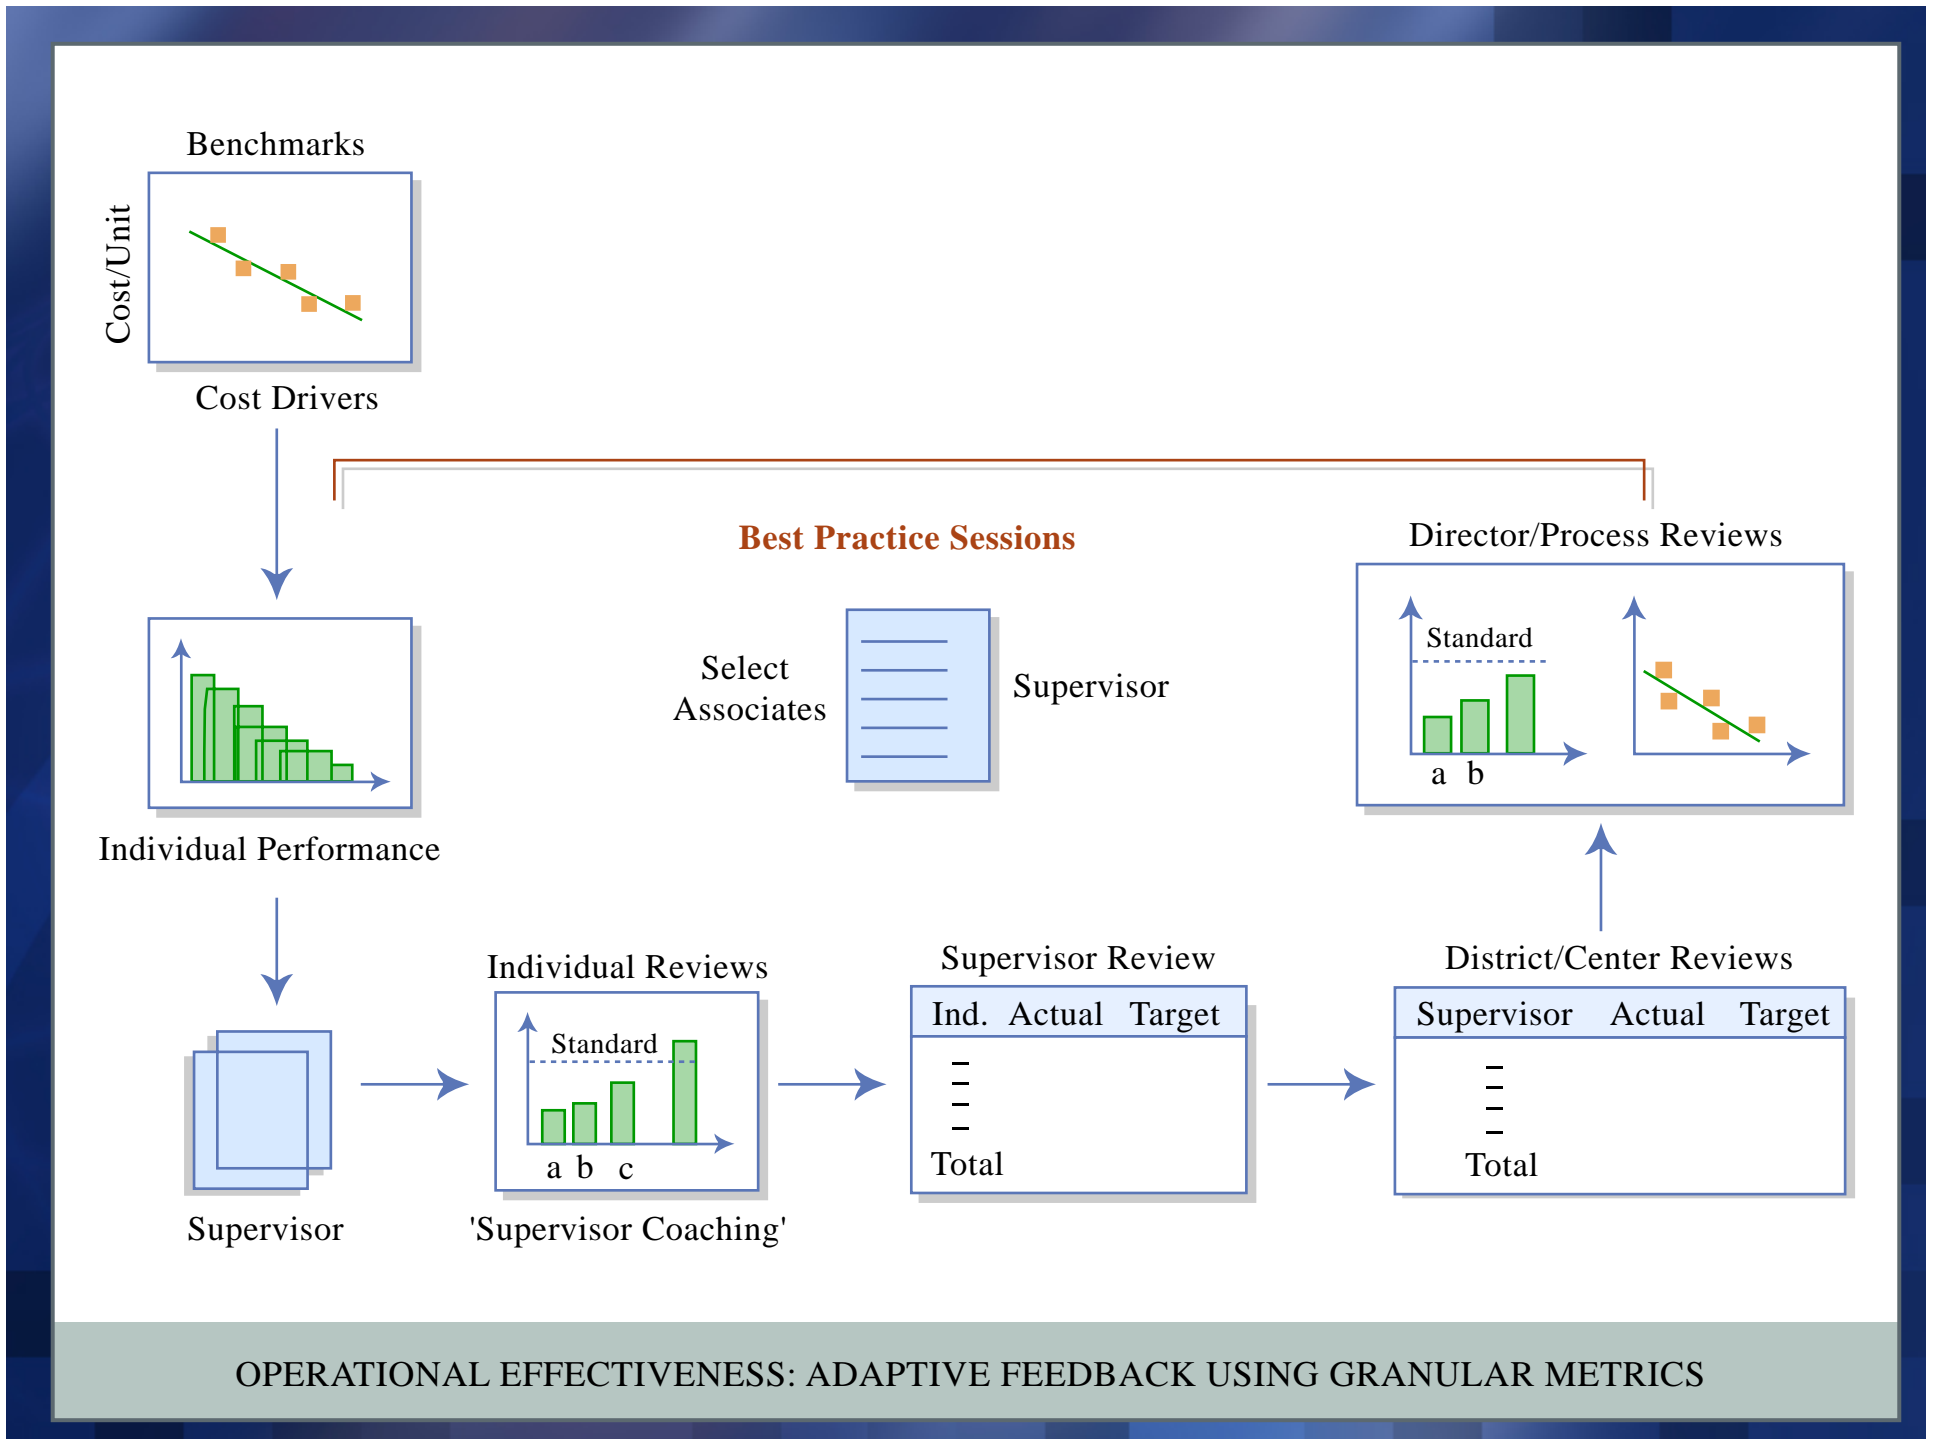 Benchmarks
Cost/Unit
Cost Drivers
Best Practice Sessions
Director/Process Reviews
Select
Associates
Supervisor
Standard
a b
Individual Performance
Individual Reviews
Supervisor Review
District/Center Reviews
Ind. Actual Target
Supervisor Actual Target
Standard
a b c
Total
Total
Supervisor
'Supervisor Coaching'
OPERATIONAL EFFECTIVENESS: ADAPTIVE FEEDBACK USING GRANULAR METRICS